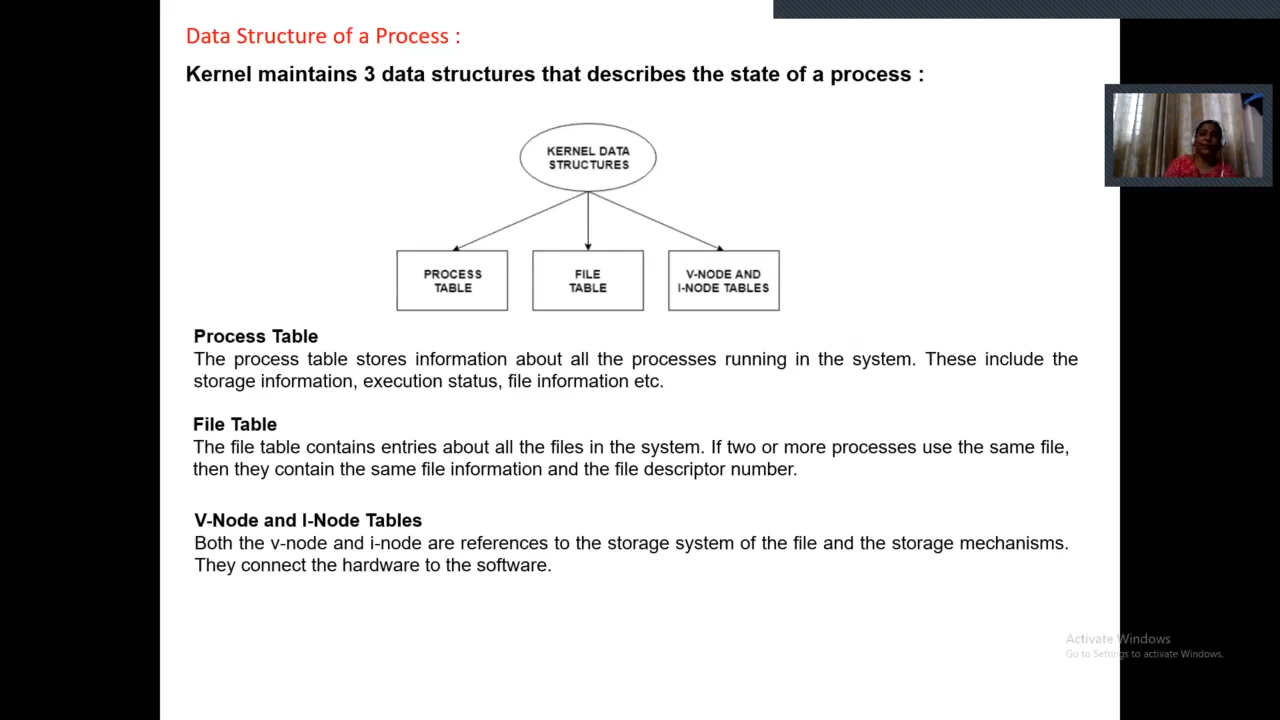 Data Structure of a Process :
Kernel maintains 3 data structures that describes the state of a process :
KERNEL DATA
STRUCTURES
PROCESS
TABLE
FILE
TABLE
V-NODE AND
I-NODE TABLES
Process Table
The process table stores information about all the processes running in the system. These include the
storage information, execution status, file information etc.
File Table
The file table contains entries about all the files in the system. If two or more processes use the same file,
then they contain the same file information and the file descriptor number.
V-Node and I-Node Tables
Both the v-node and i-node are references to the storage system of the file and the storage mechanisms.
They connect the hardware to the software.
Activate Windows
Go to Settings to activate Windows.